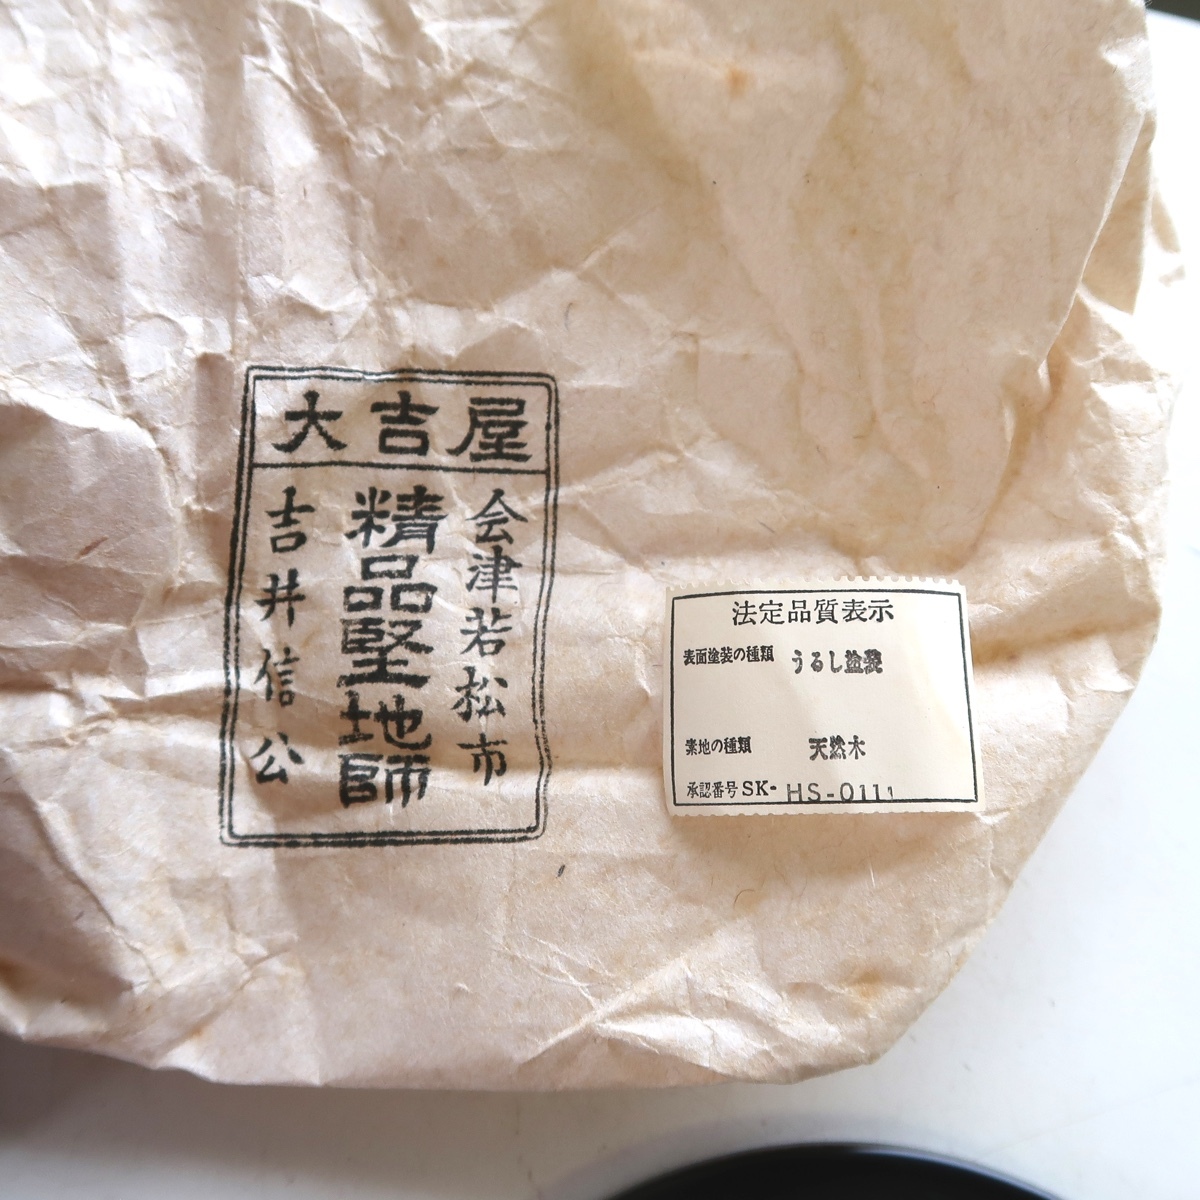 大吉屋
会津若松市
精品堅地師
吉井信公
法定品質表示
表面塗装の種類 うるし塗装
素地の種類 天然木
承認番号 SK- HS-0111